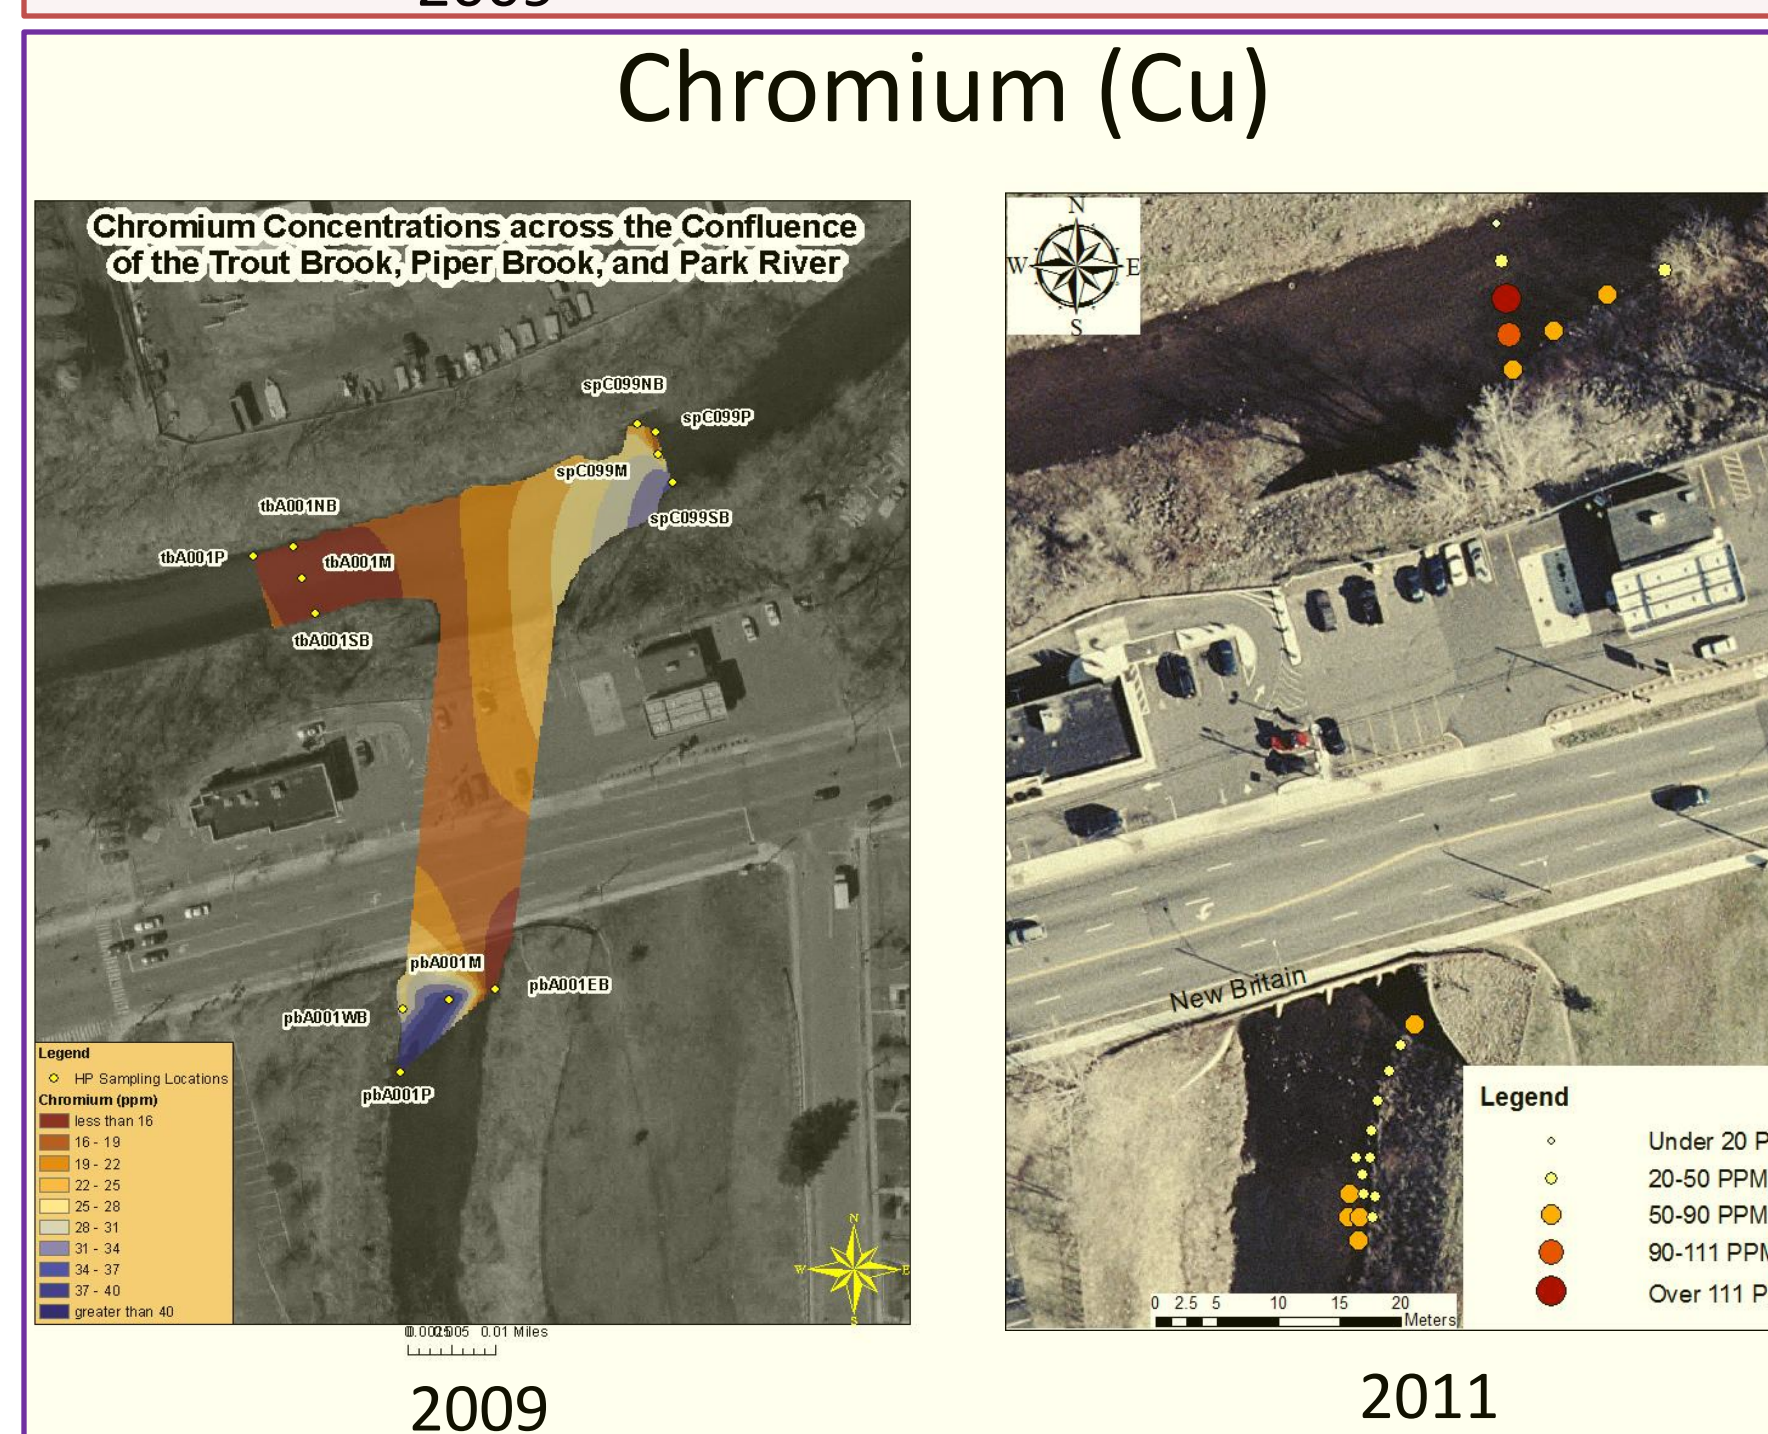 2009
Chromium (Cu)
Chromium Concentrations across the Confluence
of the Trout Brook, Piper Brook, and Park River
spC099NB
spC099P
spC099M
spC099SB
tbA001NB
tbA001P
tbA001M
tbA001SB
pbA001M
pbA001EB
pbA001WB
pbA001P
Legend
HP Sampling Locations
Chromium (ppm)
less than 16
16 - 19
19 - 22
22 - 25
25 - 28
28 - 31
31 - 34
34 - 37
37 - 40
greater than 40
N
W
E
S
0.01 Miles
2009
N
W
E
S
New Britain
Legend
Under 20 P
20-50 PPM
50-90 PPM
90-111 PPM
Over 111 P
0 2.5 5 10 15 20
Meters
2011